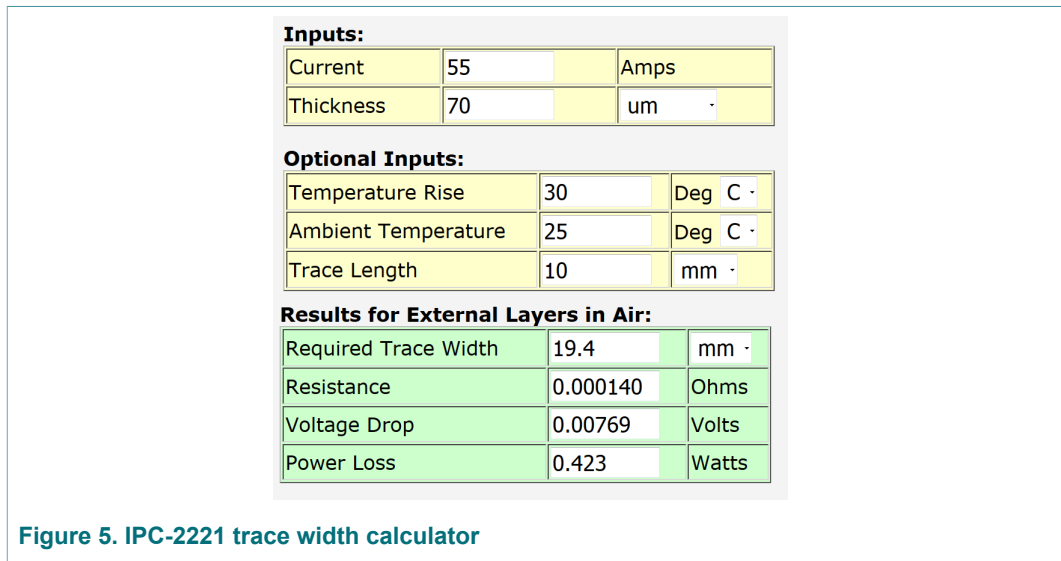 Inputs:
Current 55 Amps
Thickness 70 um
Optional Inputs:
Temperature Rise 30 Deg C
Ambient Temperature 25 Deg C
Trace Length 10 mm
Results for External Layers in Air:
Required Trace Width 19.4 mm
Resistance 0.000140 Ohms
Voltage Drop 0.00769 Volts
Power Loss 0.423 Watts
Figure 5. IPC-2221 trace width calculator